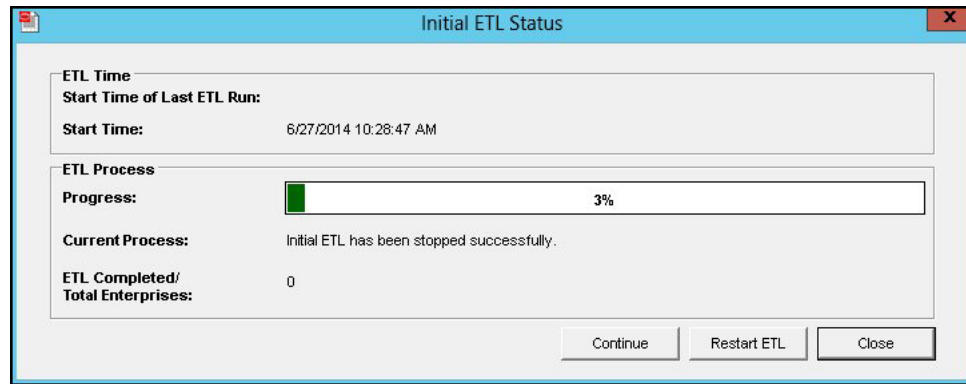 Initial ETL Status
x
ETL Time
Start Time of Last ETL Run:
Start Time: 6/27/2014 10:28:47 AM
ETL Process
Progress: 3%
Current Process: Initial ETL has been stopped successfully.
ETL Completed/
Total Enterprises: 0
Continue Restart ETL Close